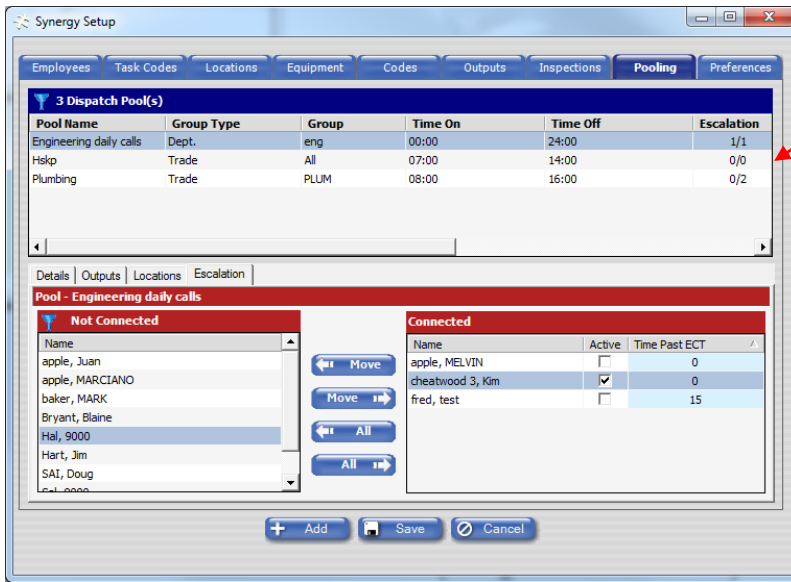 Synergy Setup
Employees Task Codes Locations Equipment Codes Outputs Inspections Pooling Preferences
3 Dispatch Pool(s)
Pool Name Group Type Group Time On Time Off Escalation
Engineering daily calls Dept. eng 00:00 24:00 1/1
Hskp Trade All 07:00 14:00 0/0
Plumbing Trade PLUM 08:00 16:00 0/2
Details Outputs Locations Escalation
Pool - Engineering daily calls
Not Connected
Name
apple, Juan
apple, MARCIANO
baker, MARK
Bryant, Blaine
Hal, 9000
Hart, Jim
SAI, Doug
Move
Move
All
All
Connected
Name Active Time Past ECT
apple, MELVIN 0
cheatwood 3, Kim 0
fred, test 15
Add Save Cancel